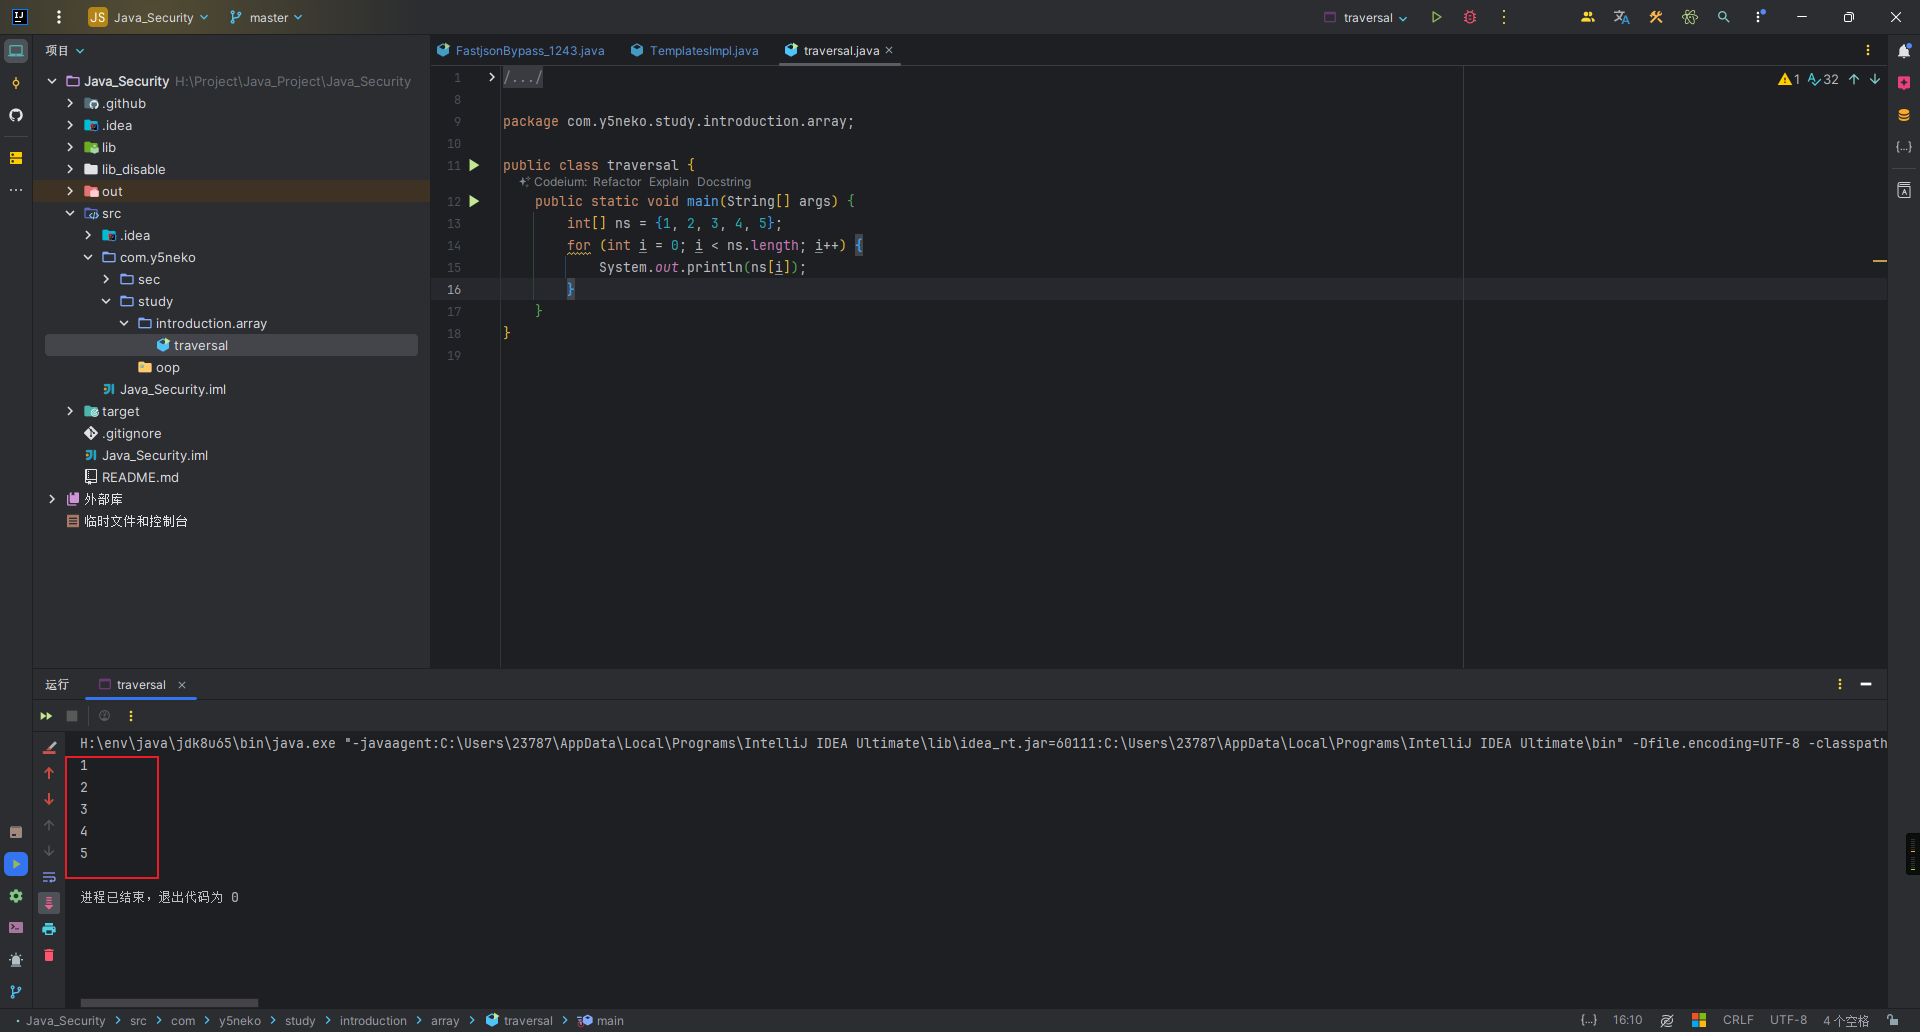 JS Java_Security master traversal
项目
Java_Security H:\Project\Java_Project\Java_Security
.github
.idea
lib
lib_disable
out
src
.idea
com.y5neko
sec
study
introduction.array
traversal
oop
Java_Security.iml
target
.gitignore
Java_Security.iml
README.md
外部库
临时文件和控制台
FastjsonBypass_1243.java TemplatesImpl.java traversal.java
1 /.../
1 32
8
9 package com.y5neko.study.introduction.array;
10
11 public class traversal {
Codeium: Refactor Explain Docstring
12 public static void main(String[] args) {
13 int[] ns = {1, 2, 3, 4, 5};
14 for (int i = 0; i < ns.length; i++) {
15 System.out.println(ns[i]);
16 }
17 }
18 }
19
运行 traversal
H:\env\java\jdk8u65\bin\java.exe "-javaagent:C:\Users\23787\AppData\Local\Programs\IntelliJ IDEA Ultimate\lib\idea_rt.jar=60111:C:\Users\23787\AppData\Local\Programs\IntelliJ IDEA Ultimate\bin" -Dfile.encoding=UTF-8 -classpath
1
2
3
4
5
进程已结束，退出代码为 0
Java_Security src com y5neko study introduction array traversal main
{...} 16:10 CRLF UTF-8 4 个空格